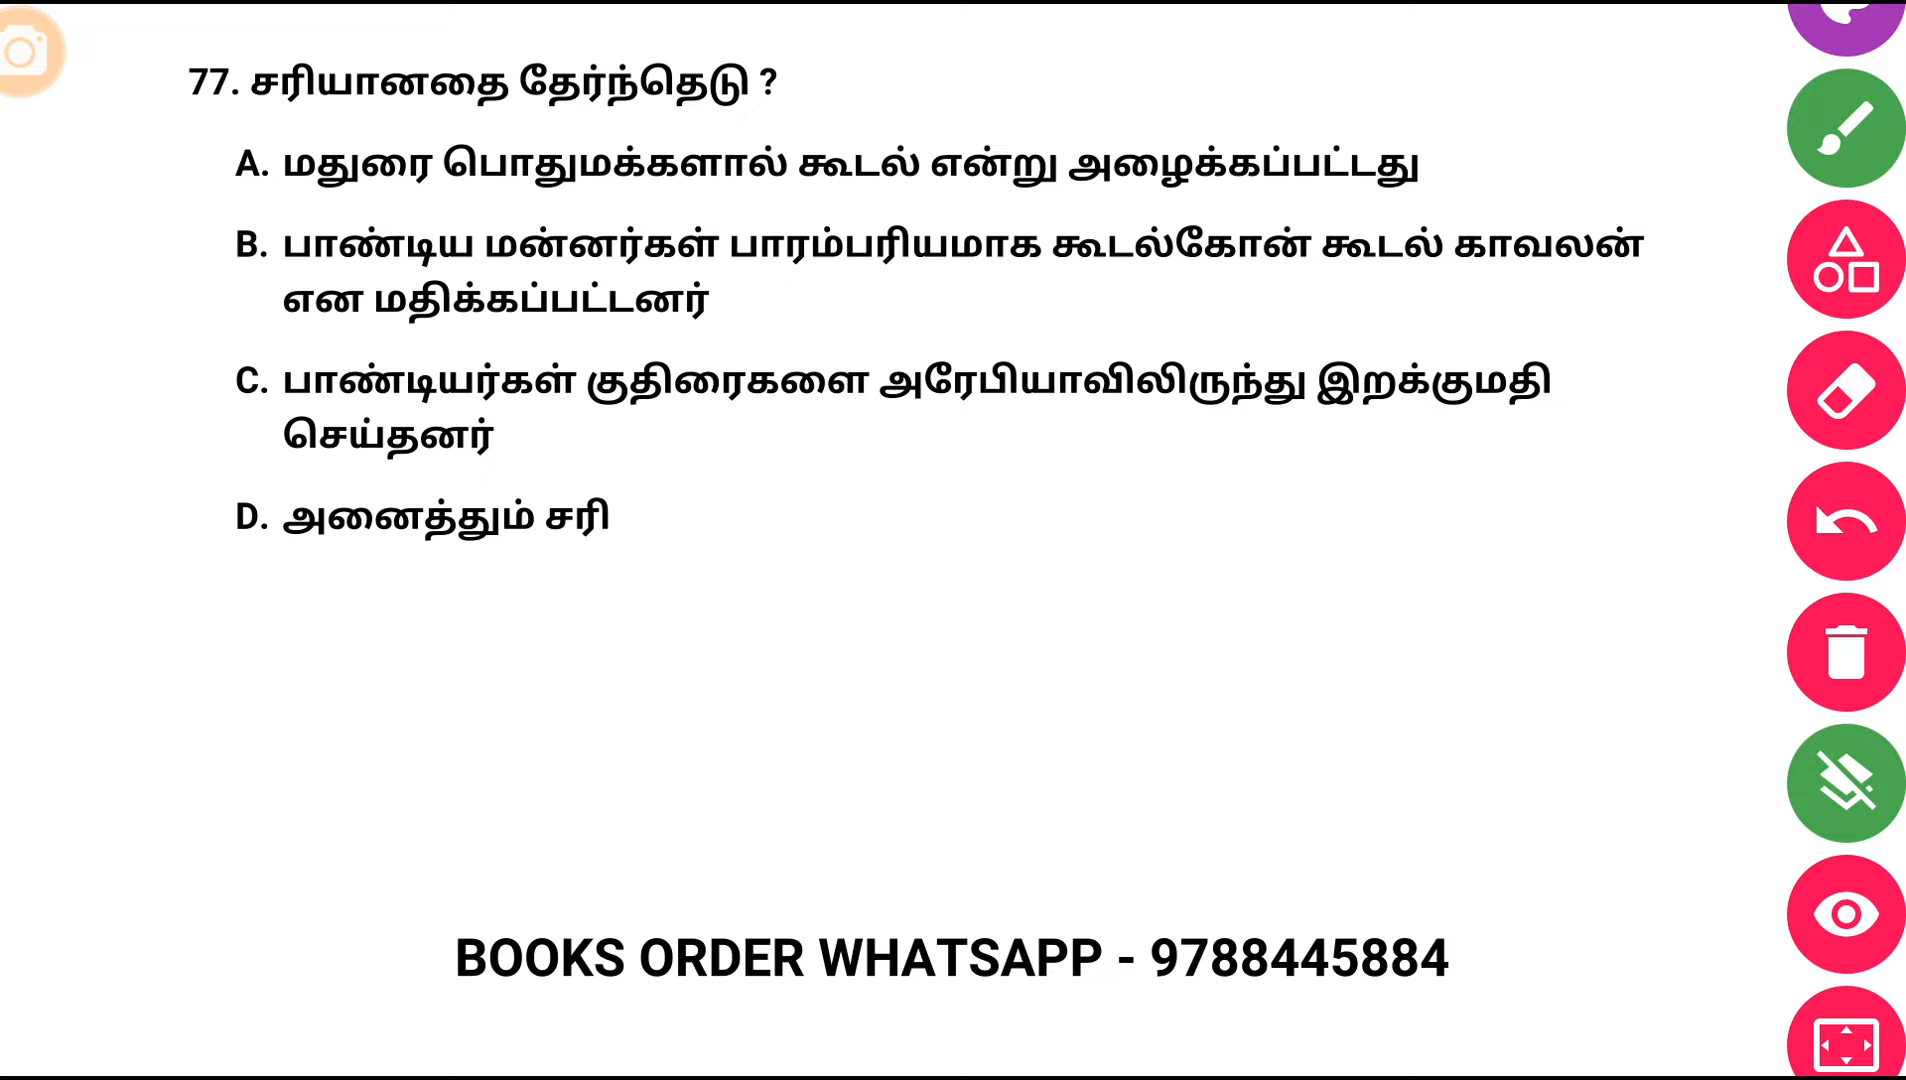 77. சரியானதை தேர்ந்தெடு ?
A. மதுரை பொதுமக்களால் கூடல் என்று அழைக்கப்பட்டது
B. பாண்டிய மன்னர்கள் பாரம்பரியமாக கூடல்கோன் கூடல் காவலன்
என மதிக்கப்பட்டனர்
C. பாண்டியர்கள் குதிரைகளை அரேபியாவிலிருந்து இறக்குமதி
செய்தனர்
D. அனைத்தும் சரி
BOOKS ORDER WHATSAPP - 9788445884